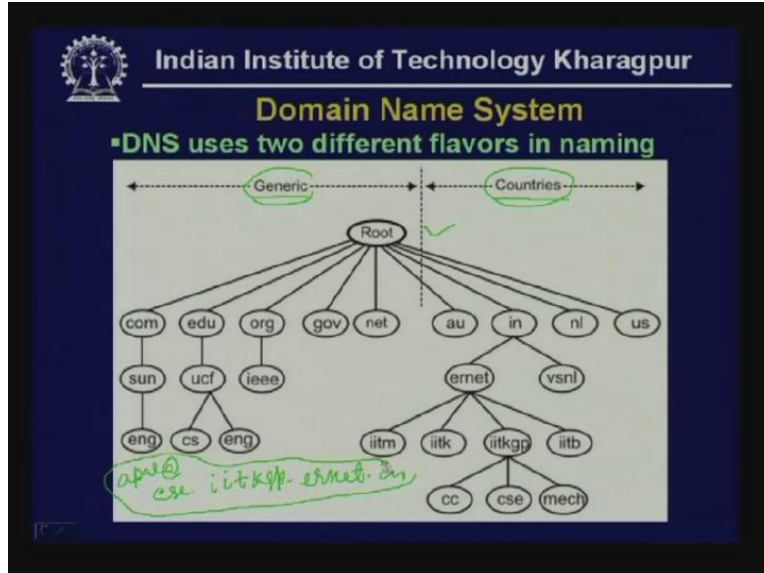 Indian Institute of Technology Kharagpur
Domain Name System
▪DNS uses two different flavors in naming
Generic Countries
Root
com edu org gov net au in nl us
sun ucf ieee ernet vsnl
eng cs eng iitm iitk iitkgp iitb
cse iitkgp.ernet.in
cc cse mech